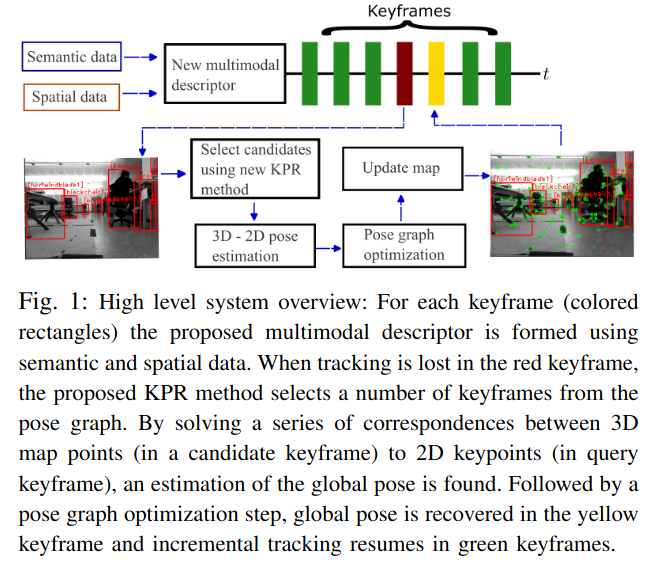 Keyframes
Semantic data
New multimodal
descriptor
Spatial data
t
Select candidates
using new KPR
method
Update map
3D - 2D pose
estimation
Pose graph
optimization
Fig. 1: High level system overview: For each keyframe (colored
rectangles) the proposed multimodal descriptor is formed using
semantic and spatial data. When tracking is lost in the red keyframe,
the proposed KPR method selects a number of keyframes from the
pose graph. By solving a series of correspondences between 3D
map points (in a candidate keyframe) to 2D keypoints (in query
keyframe), an estimation of the global pose is found. Followed by a
pose graph optimization step, global pose is recovered in the yellow
keyframe and incremental tracking resumes in green keyframes.